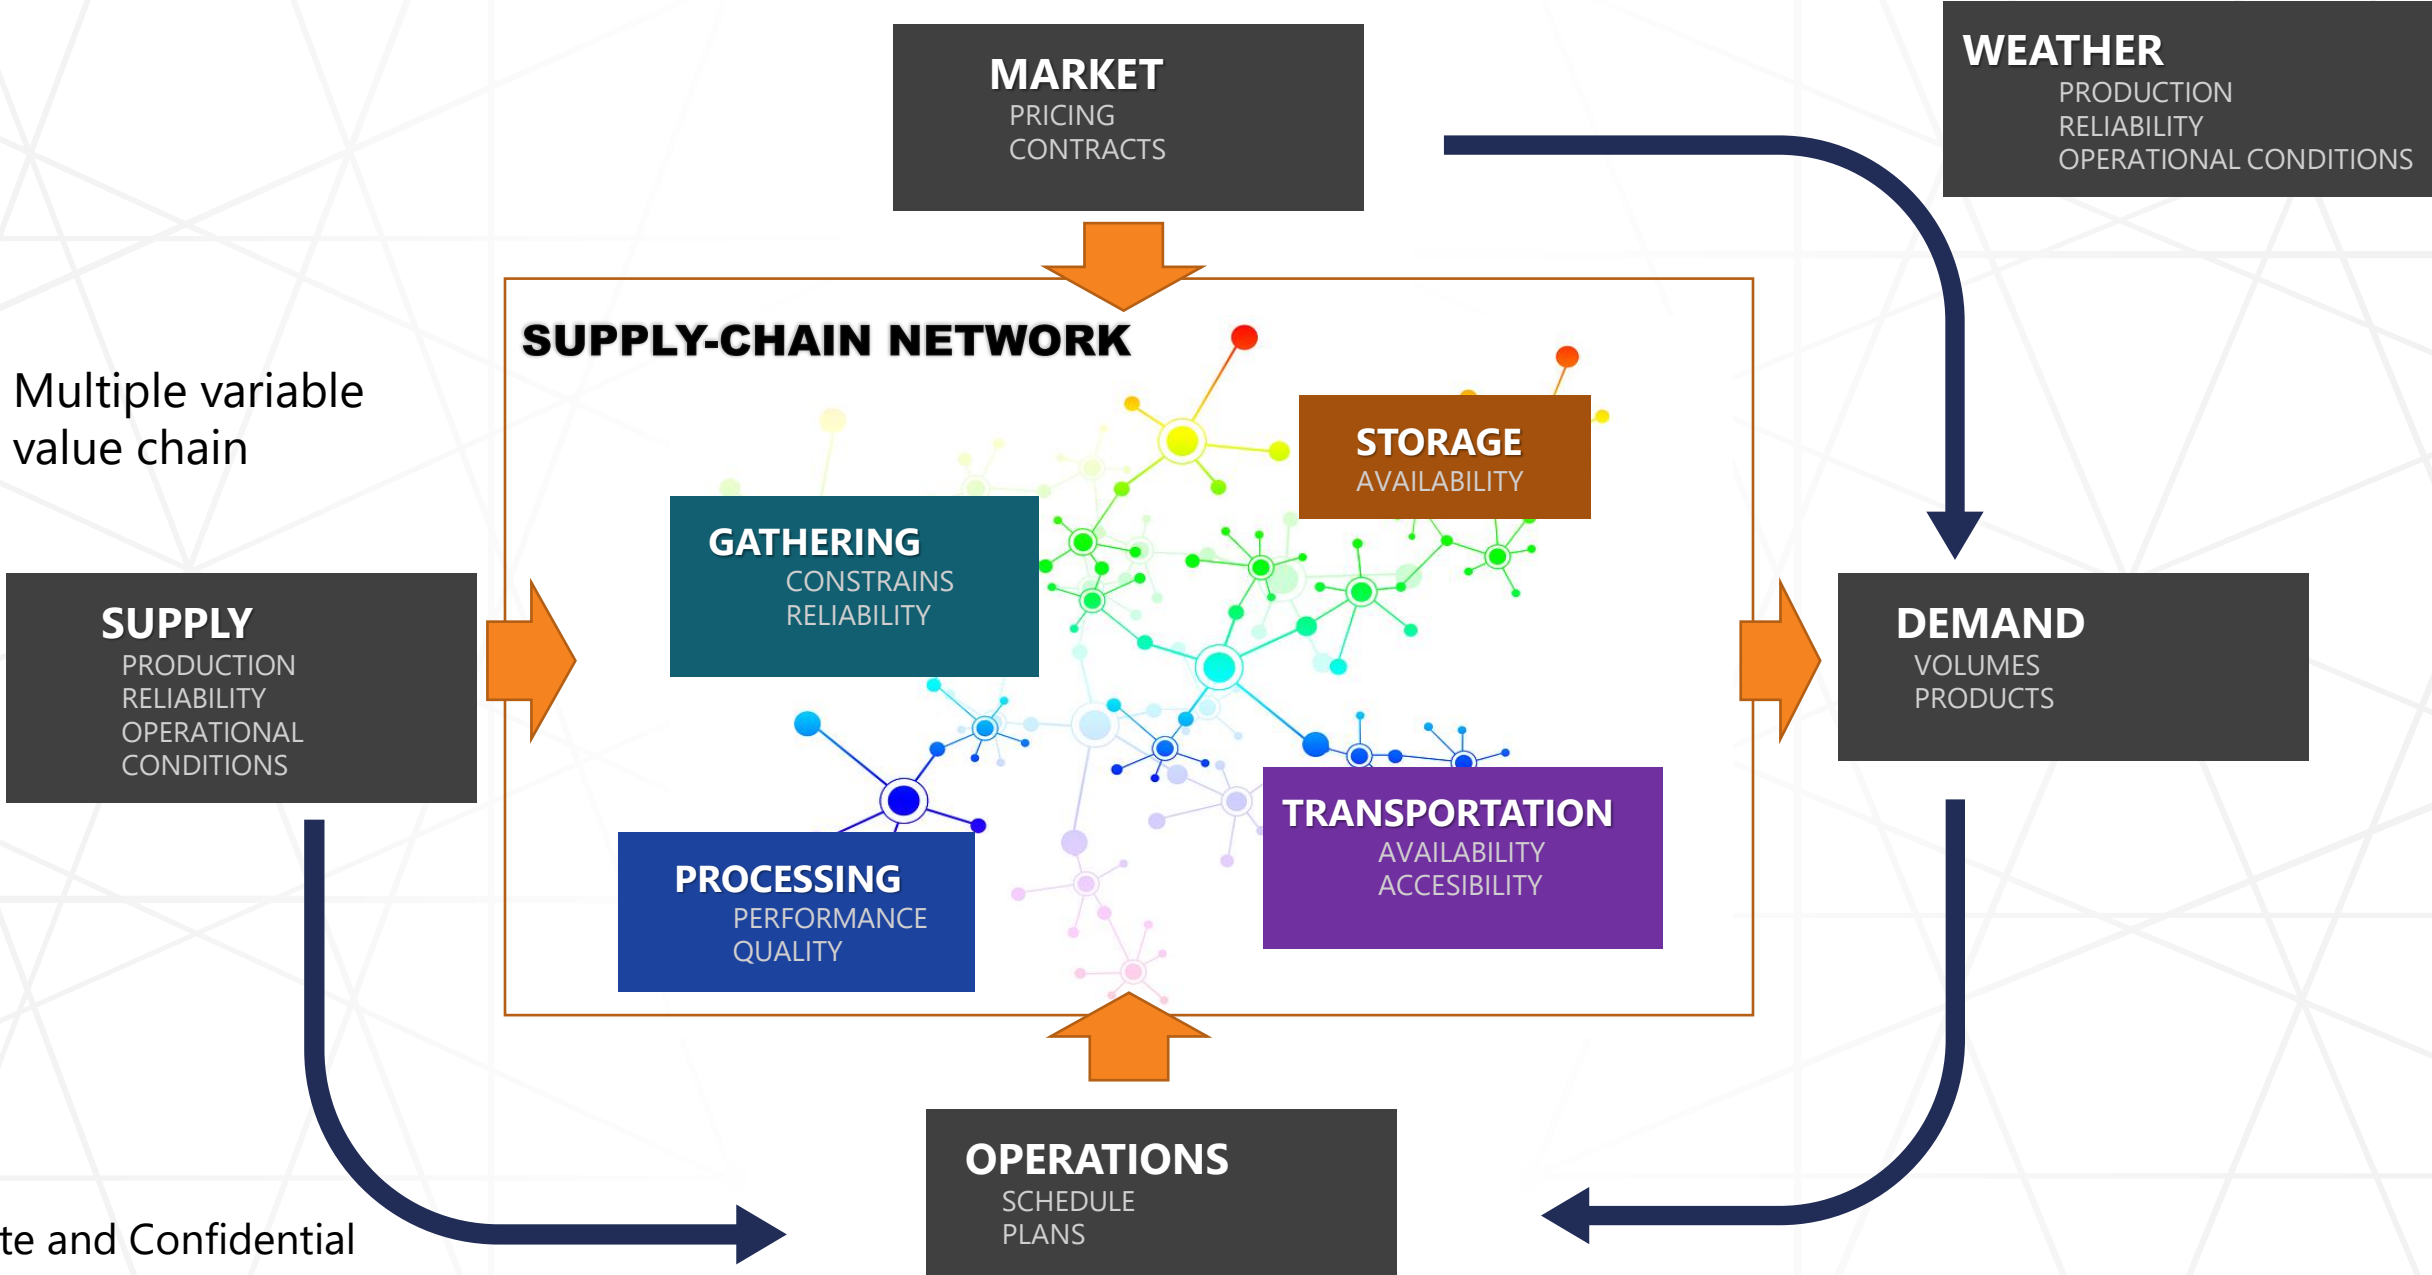 MARKET
PRICING
CONTRACTS
WEATHER
PRODUCTION
RELIABILITY
OPERATIONAL CONDITIONS
SUPPLY-CHAIN NETWORK
Multiple variable
value chain
STORAGE
AVAILABILITY
GATHERING
CONSTRAINS
RELIABILITY
SUPPLY
PRODUCTION
RELIABILITY
OPERATIONAL
CONDITIONS
DEMAND
VOLUMES
PRODUCTS
PROCESSING
PERFORMANCE
QUALITY
TRANSPORTATION
AVAILABILITY
ACCESIBILITY
OPERATIONS
SCHEDULE
PLANS
te and Confidential